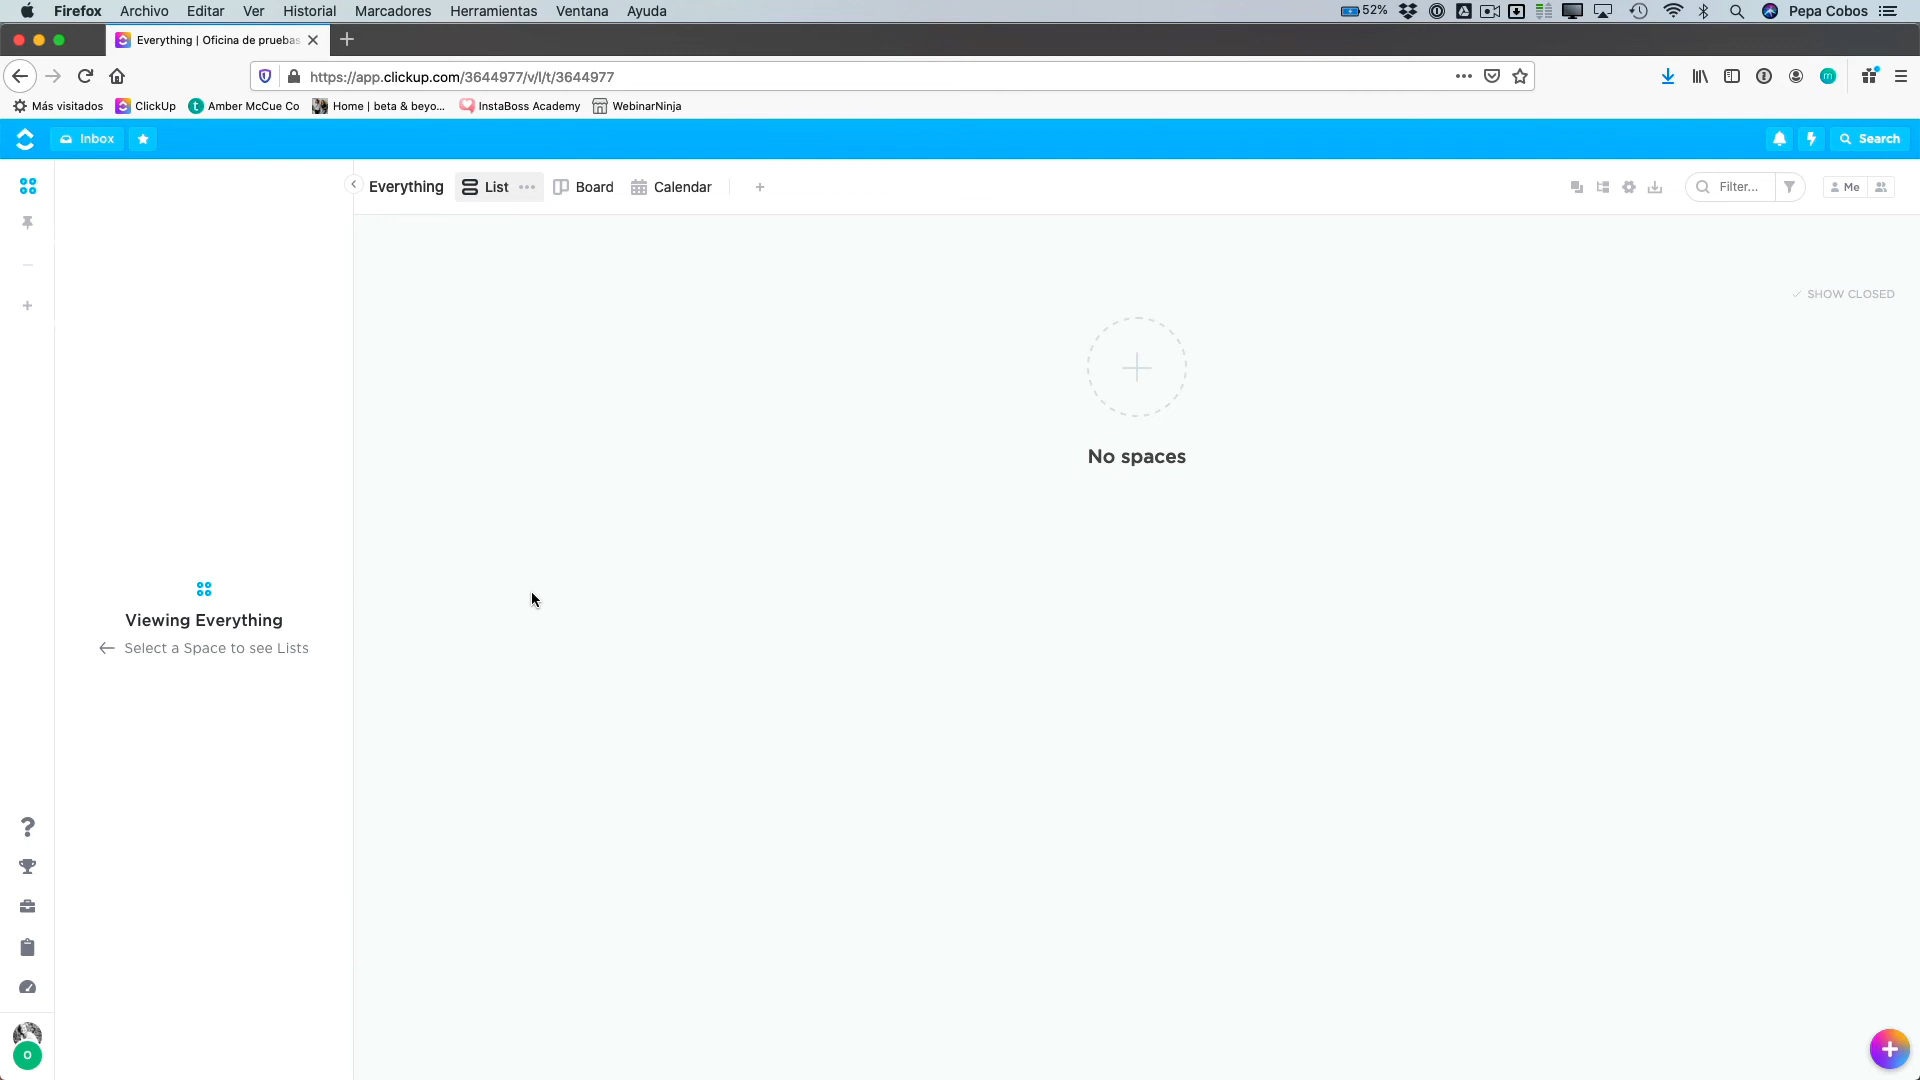 Firefox Archivo Editar Ver Historial Marcadores Herramientas Ventana Ayuda 52% Pepa Cobos
Everything | Oficina de pruebas
https://app.clickup.com/3644977/v/l/t/3644977
Más visitados ClickUp Amber McCue Co Home | beta & beyo... InstaBoss Academy WebinarNinja
Inbox Search
Everything List Board Calendar Filter... Me
SHOW CLOSED
No spaces
Viewing Everything
Select a Space to see Lists
O